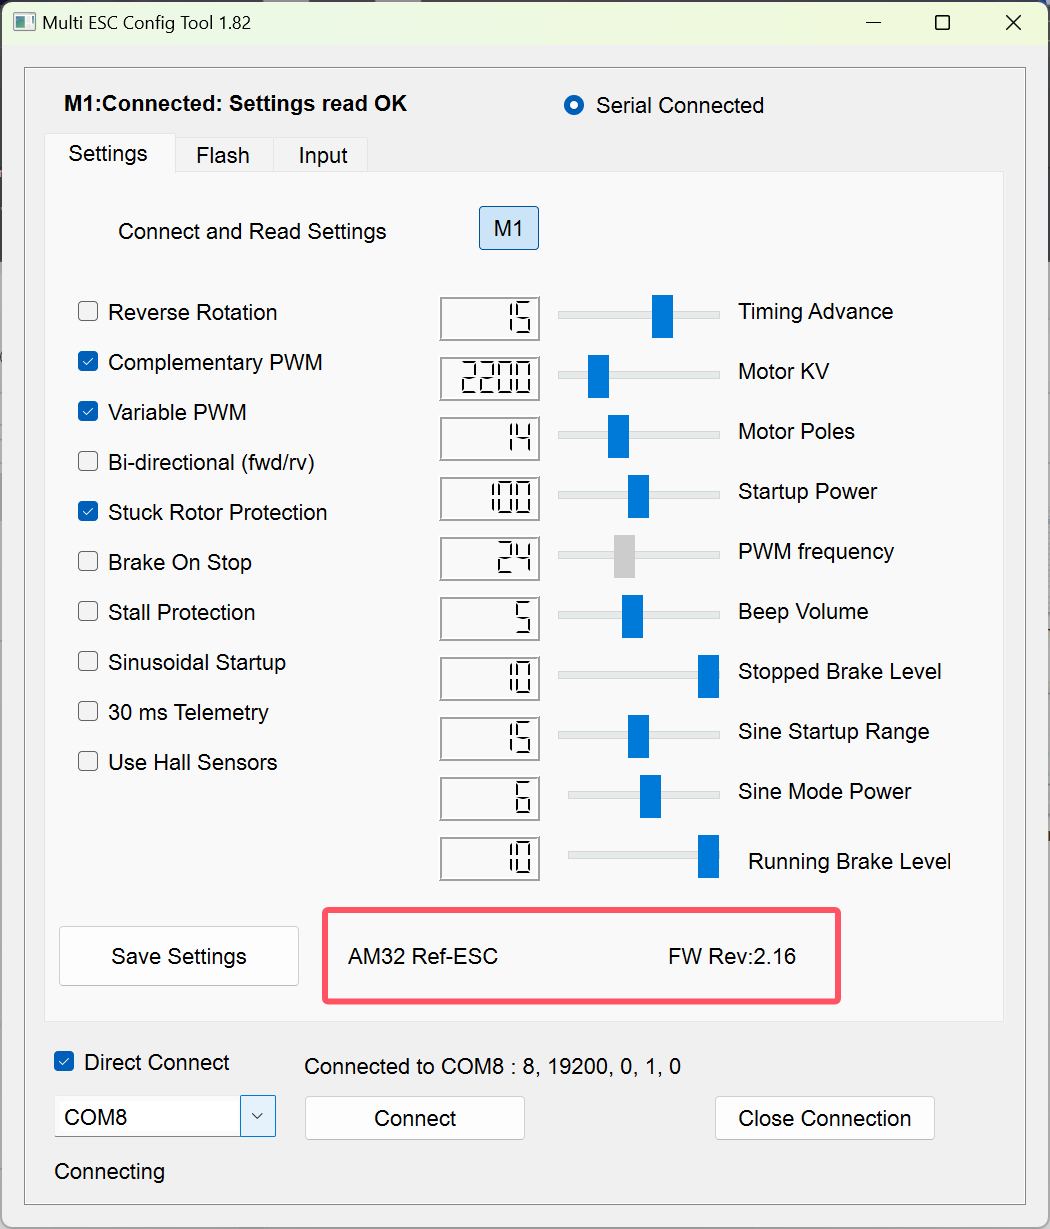 Multi ESC Config Tool 1.82
M1:Connected: Settings read OK
Serial Connected
Settings
Flash
Input
Connect and Read Settings
M1
Reverse Rotation
15
Timing Advance
Complementary PWM
2200
Motor KV
Variable PWM
14
Motor Poles
Bi-directional (fwd/rv)
100
Startup Power
Stuck Rotor Protection
24
PWM frequency
Brake On Stop
5
Beep Volume
Stall Protection
10
Stopped Brake Level
Sinusoidal Startup
15
Sine Startup Range
30 ms Telemetry
6
Sine Mode Power
Use Hall Sensors
10
Running Brake Level
Save Settings
AM32 Ref-ESC
FW Rev:2.16
Direct Connect
Connected to COM8 : 8, 19200, 0, 1, 0
COM8
Connect
Close Connection
Connecting